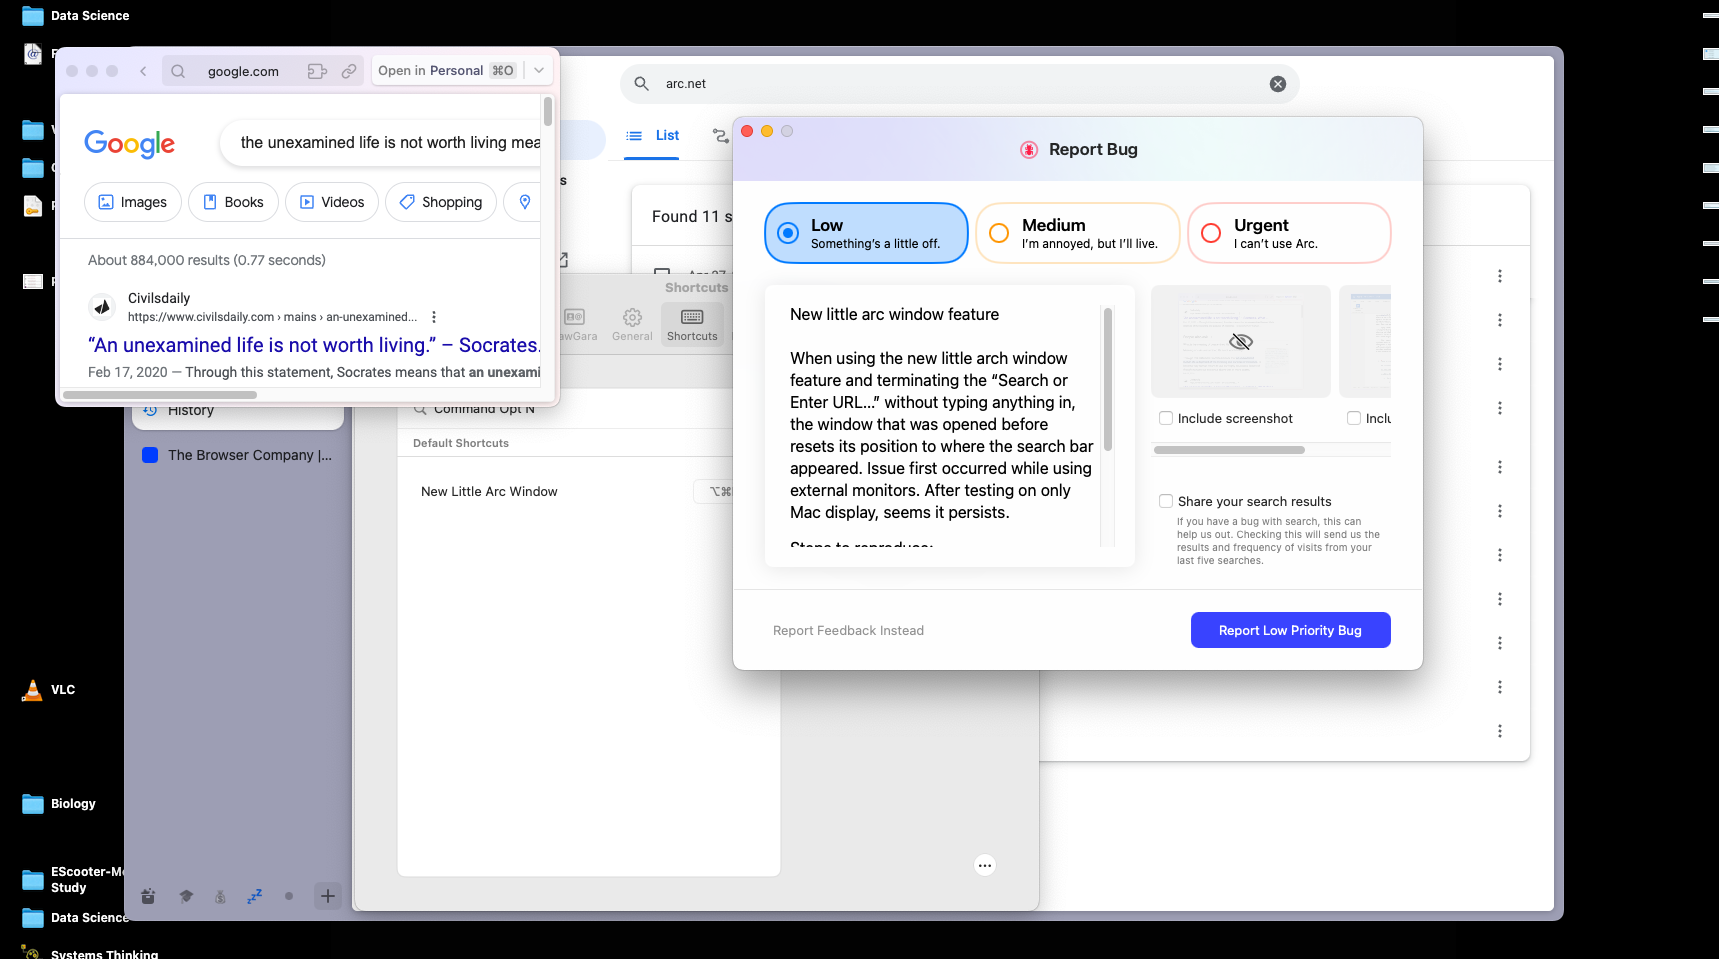 Data Science
google.com
Open in Personal ⌘O
arc.net
Google
the unexamined life is not worth living mea
List
Report Bug
Images
Books
Videos
Shopping
Found 11 s
Low
Something's a little off.
Medium
I'm annoyed, but I'll live.
Urgent
I can't use Arc.
About 884,000 results (0.77 seconds)
Civilsdaily
https://www.civilsdaily.com › mains › an-unexamined...
“An unexamined life is not worth living.” – Socrates.
Feb 17, 2020 — Through this statement, Socrates means that an unexami
Shortcuts
awGara
General
Shortcuts
New little arc window feature
When using the new little arch window
feature and terminating the “Search or
Enter URL...” without typing anything in,
the window that was opened before
resets its position to where the search bar
appeared. Issue first occurred while using
external monitors. After testing on only
Mac display, seems it persists.
Steps to reproduce:
Include screenshot
Inclu
Share your search results
If you have a bug with search, this can
help us out. Checking this will send us the
results and frequency of visits from your
last five searches.
Report Feedback Instead
Report Low Priority Bug
History
The Browser Company |...
Command Opt N
Default Shortcuts
New Little Arc Window
⌥⌘
VLC
Biology
EScooter-Me
Study
Data Science
Systems Thinking